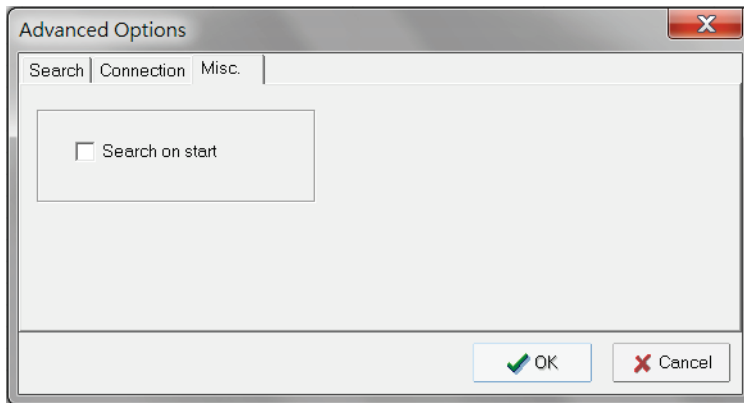 Advanced Options
Search Connection Misc.
Search on start
OK Cancel